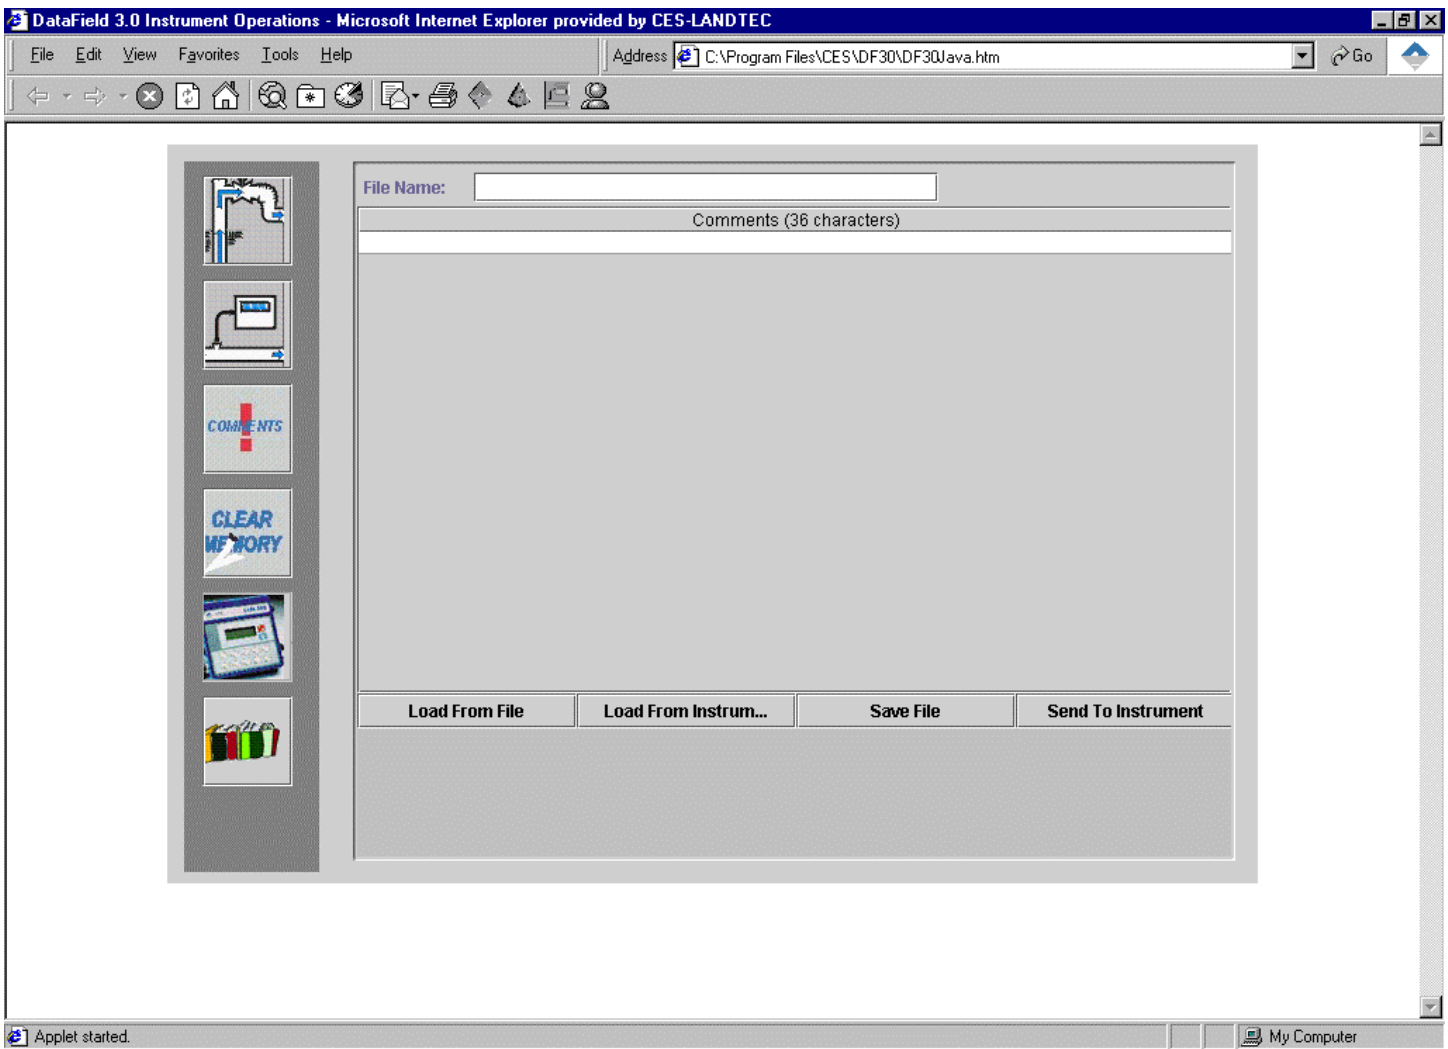 DataField 3.0 Instrument Operations - Microsoft Internet Explorer provided by CES-LANDTEC
File Edit View Favorites Tools Help
Address C:\Program Files\CES\DF30\DF30Java.htm Go
File Name:
Comments (36 characters)
COMMENTS
CLEAR
MEMORY
Load From File Load From Instrum... Save File Send To Instrument
Applet started. My Computer